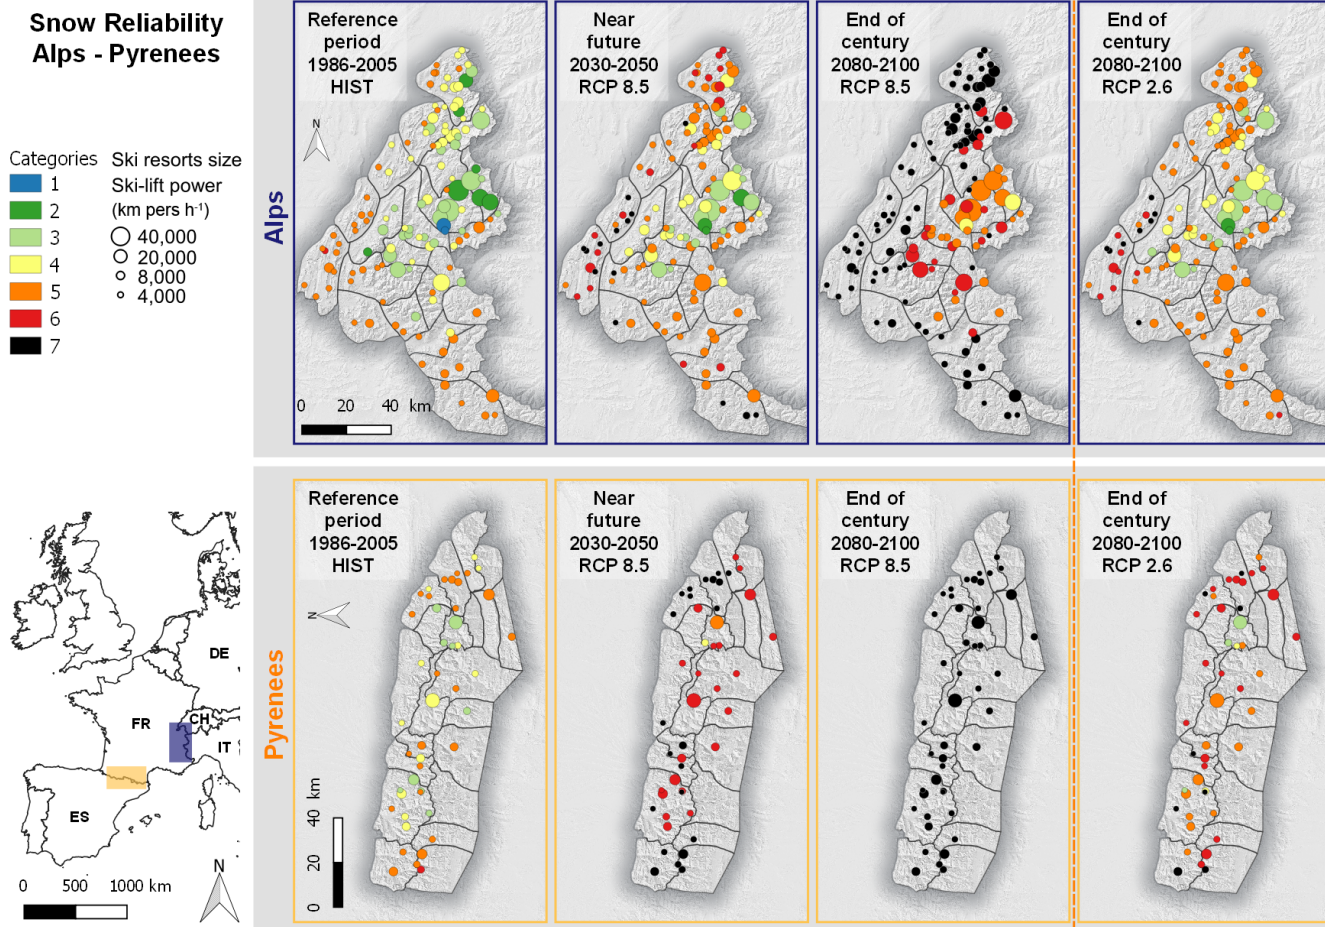 Snow Reliability
Alps - Pyrenees
Categories
1
2
3
4
5
6
7
Ski resorts size
Ski-lift power
(km pers h⁻¹)
40,000
20,000
8,000
4,000
Alps
Reference
period
1986-2005
HIST
N
0 20 40 km
Near
future
2030-2050
RCP 8.5
End of
century
2080-2100
RCP 8.5
End of
century
2080-2100
RCP 2.6
Pyrenees
Reference
period
1986-2005
HIST
N
0 20 40 km
Near
future
2030-2050
RCP 8.5
End of
century
2080-2100
RCP 8.5
End of
century
2080-2100
RCP 2.6
DE
CH
FR
IT
ES
N
0 500 1000 km